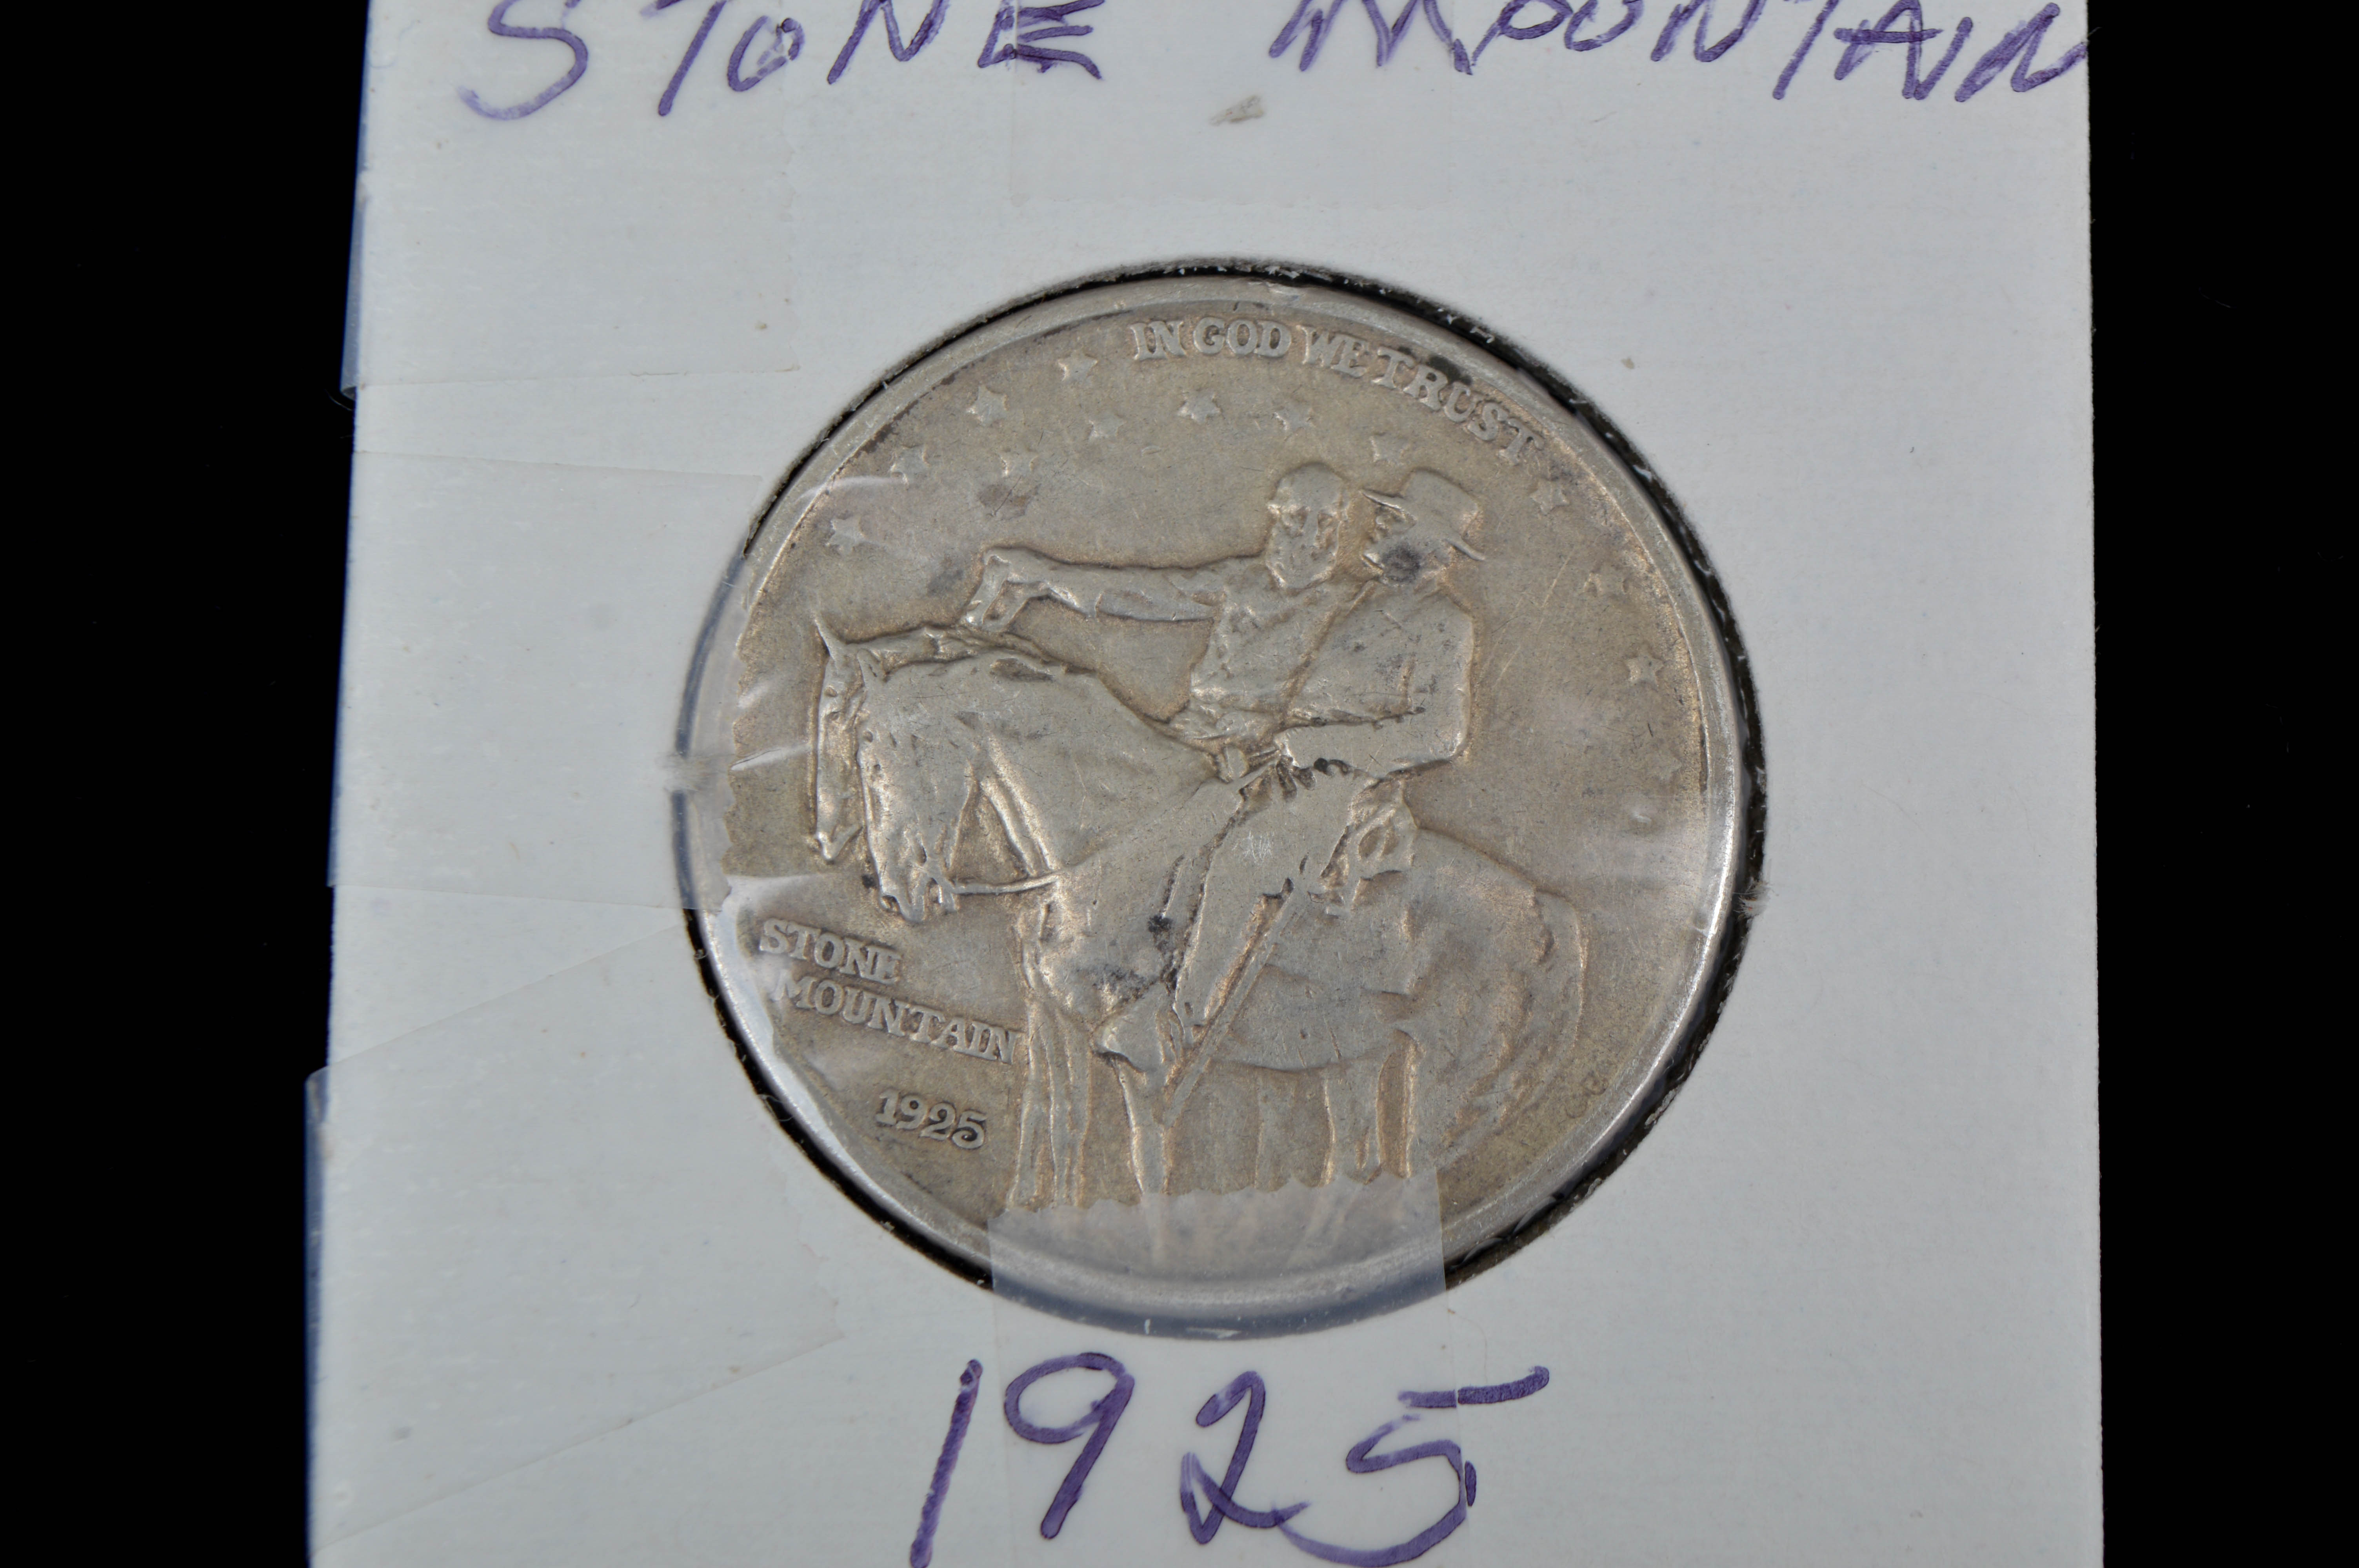 STONE MOUNTAIN
IN GOD WE TRUST
STONE
MOUNTAIN
1925
1925